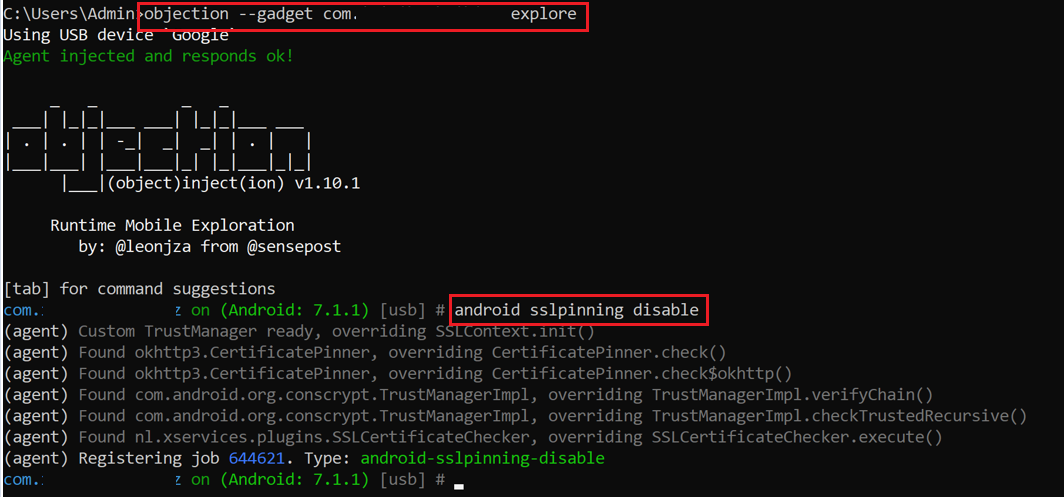 C:\Users\Admin>objection --gadget com. explore
Using USB device `Google`
Agent injected and responds ok!
objection
(object)inject(ion) v1.10.1
Runtime Mobile Exploration
by: @leonjza from @sensepost
[tab] for command suggestions
com. z on (Android: 7.1.1) [usb] # android sslpinning disable
(agent) Custom TrustManager ready, overriding SSLContext.init()
(agent) Found okhttp3.CertificatePinner, overriding CertificatePinner.check()
(agent) Found okhttp3.CertificatePinner, overriding CertificatePinner.check$okhttp()
(agent) Found com.android.org.conscrypt.TrustManagerImpl, overriding TrustManagerImpl.verifyChain()
(agent) Found com.android.org.conscrypt.TrustManagerImpl, overriding TrustManagerImpl.checkTrustedRecursive()
(agent) Found nl.xservices.plugins.SSLCertificateChecker, overriding SSLCertificateChecker.execute()
(agent) Registering job 644621. Type: android-sslpinning-disable
com. z on (Android: 7.1.1) [usb] #